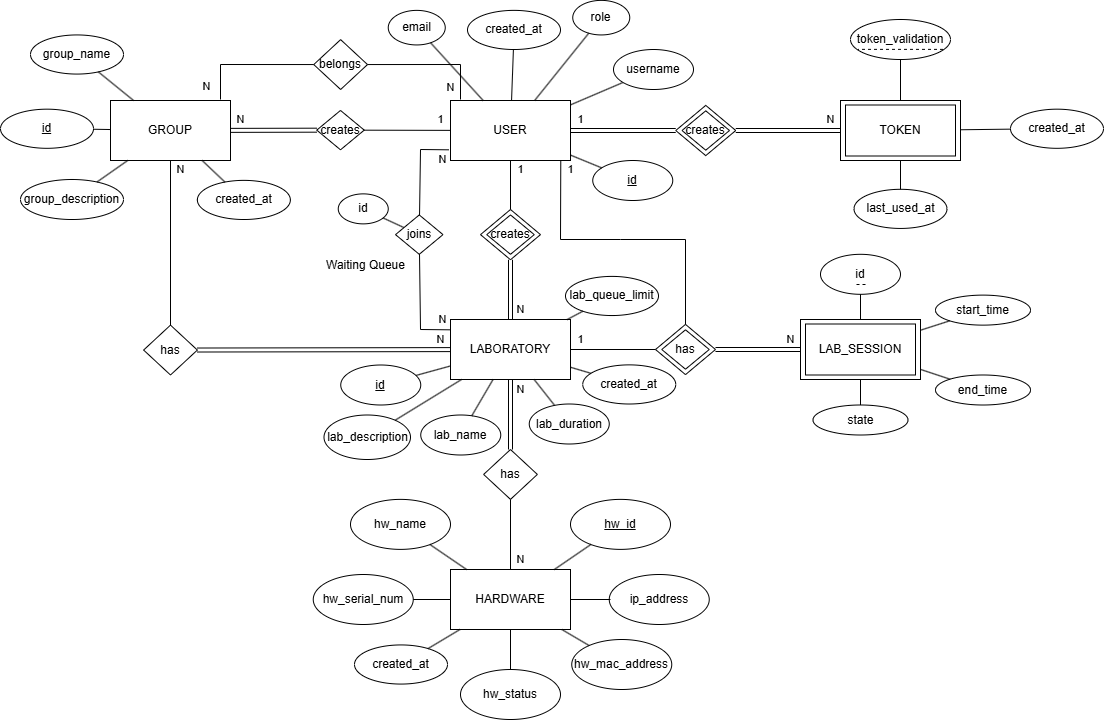 email
created_at
role
group_name
belongs
username
token_validation
N
N
id
GROUP
N
creates
1
USER
1
creates
N
TOKEN
created_at
N
N
1
1
id
group_description
created_at
id
joins
creates
last_used_at
Waiting Queue
id
--
lab_queue_limit
start_time
N
N
has
N
LABORATORY
1
has
N
LAB_SESSION
id
created_at
N
end_time
lab_description
lab_name
lab_duration
state
has
hw_name
hw_id
N
hw_serial_num
HARDWARE
ip_address
created_at
hw_mac_address
hw_status